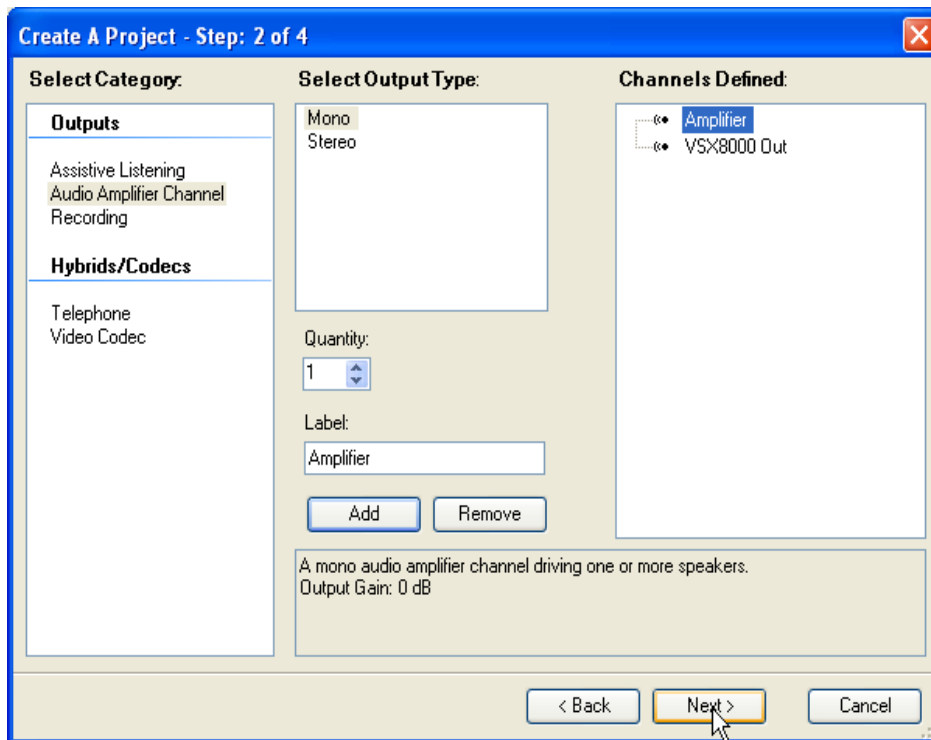 Create A Project - Step: 2 of 4
Select Category:
Outputs
Assistive Listening
Audio Amplifier Channel
Recording
Hybrids/Codecs
Telephone
Video Codec
Select Output Type:
Mono
Stereo
Quantity:
1
Label:
Amplifier
Add Remove
Channels Defined:
Amplifier
VSX8000 Out
A mono audio amplifier channel driving one or more speakers.
Output Gain: 0 dB
< Back Next > Cancel